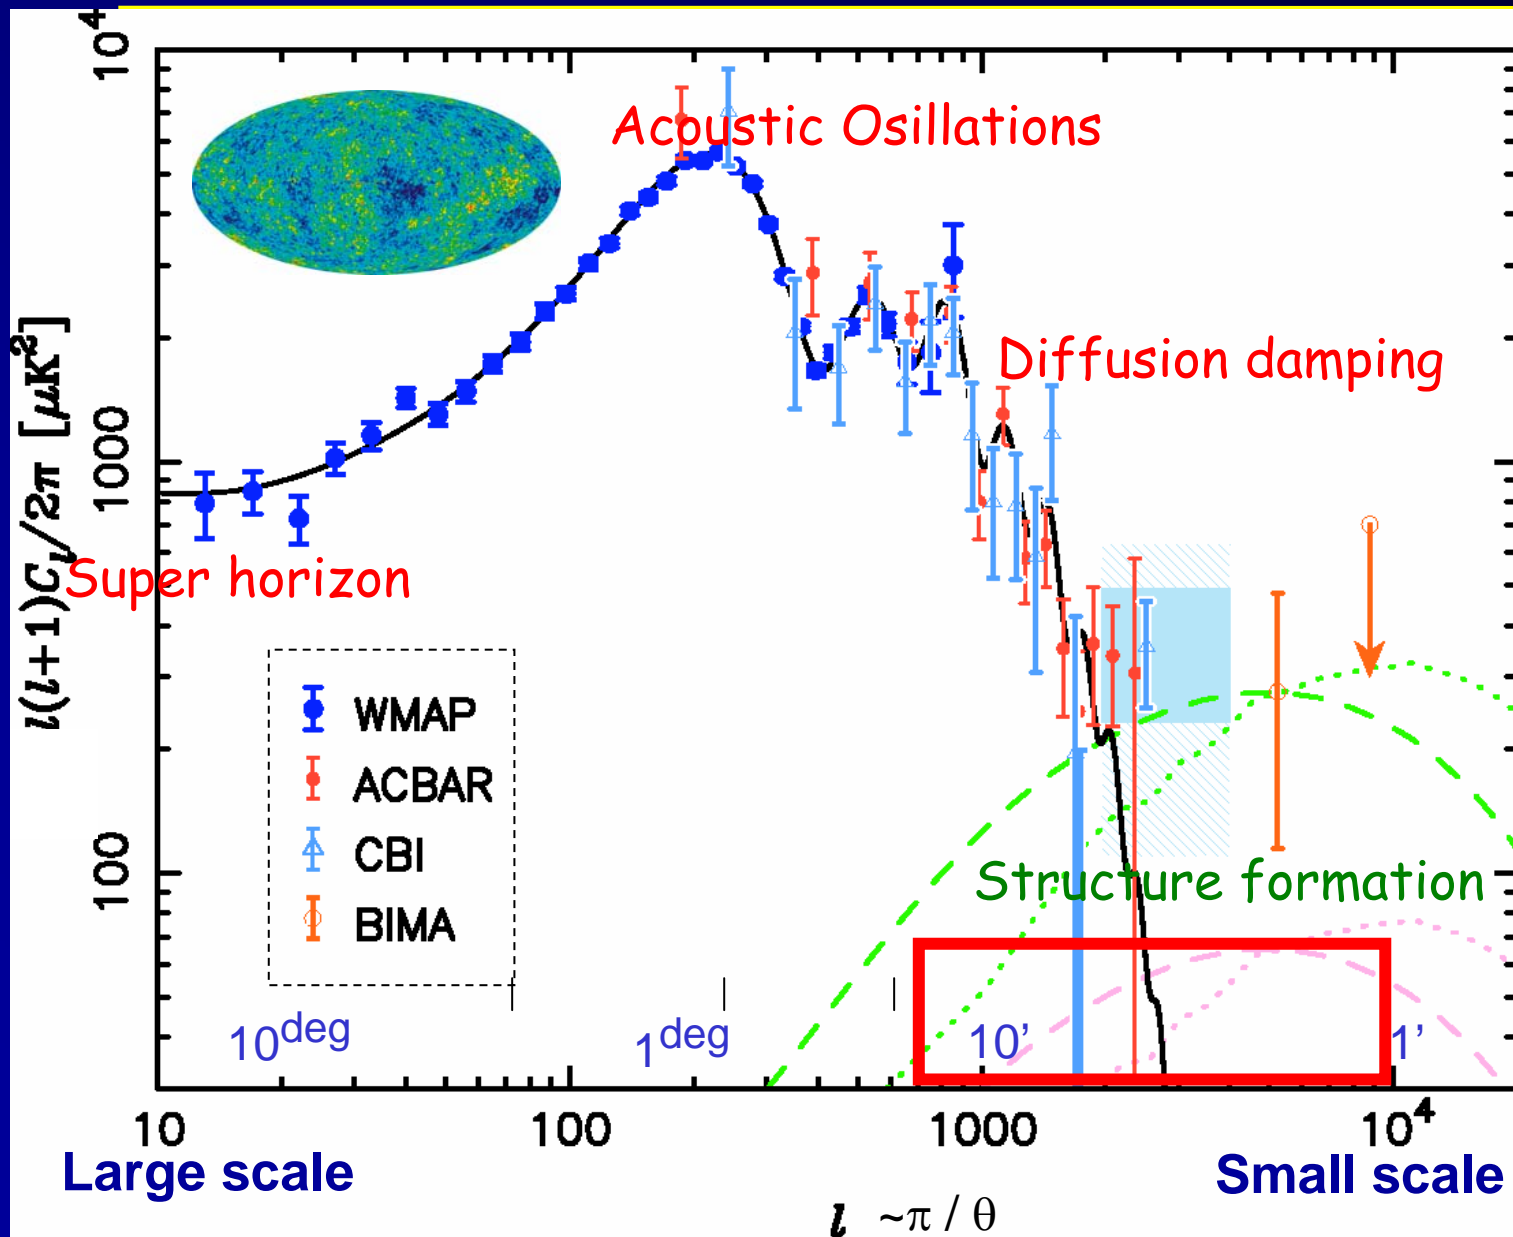 10⁴
Acoustic Osillations
Diffusion damping
l(l+1)Cₗ/2π [μK²]
1000
Super horizon
WMAP
ACBAR
CBI
BIMA
100
Structure formation
10deg
1deg
10'
1'
10
100
1000
10⁴
Large scale
Small scale
l ~π / θ